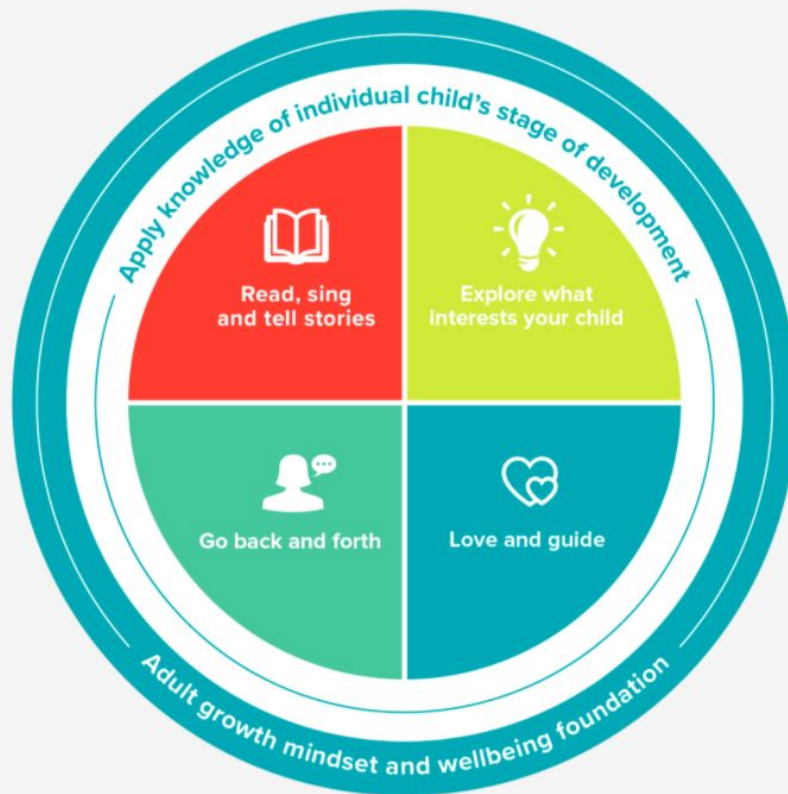 Apply knowledge of individual child's stage of development
Read, sing
and tell stories
Explore what
interests your child
Go back and forth
Love and guide
Adult growth mindset and wellbeing foundation